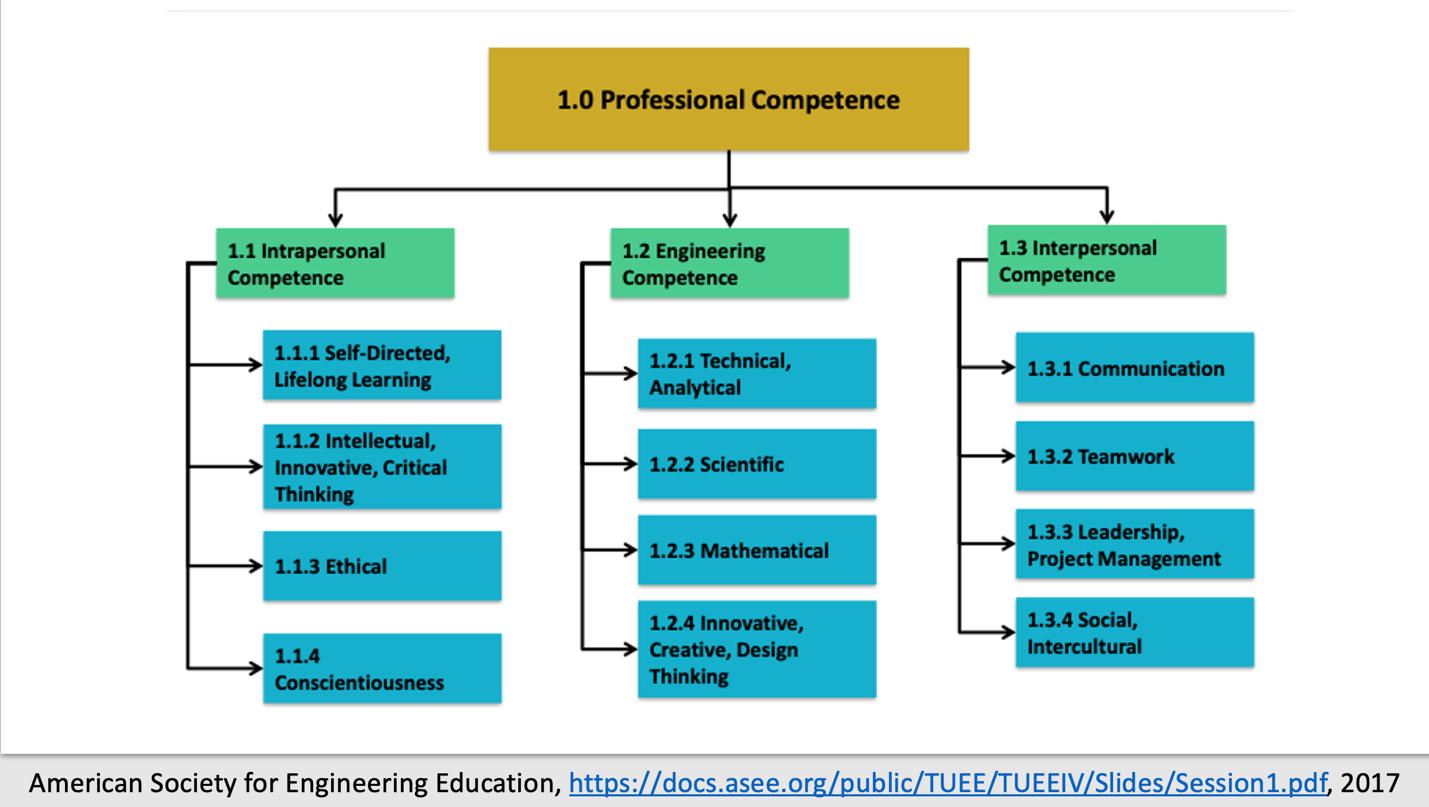 1.0 Professional Competence
1.1 Intrapersonal
Competence
1.1.1 Self-Directed,
Lifelong Learning
1.1.2 Intellectual,
Innovative, Critical
Thinking
1.1.3 Ethical
1.1.4
Conscientiousness
1.2 Engineering
Competence
1.2.1 Technical,
Analytical
1.2.2 Scientific
1.2.3 Mathematical
1.2.4 Innovative,
Creative, Design
Thinking
1.3 Interpersonal
Competence
1.3.1 Communication
1.3.2 Teamwork
1.3.3 Leadership,
Project Management
1.3.4 Social,
Intercultural
American Society for Engineering Education, https://docs.asee.org/public/TUEE/TUEEIV/Slides/Session1.pdf, 2017